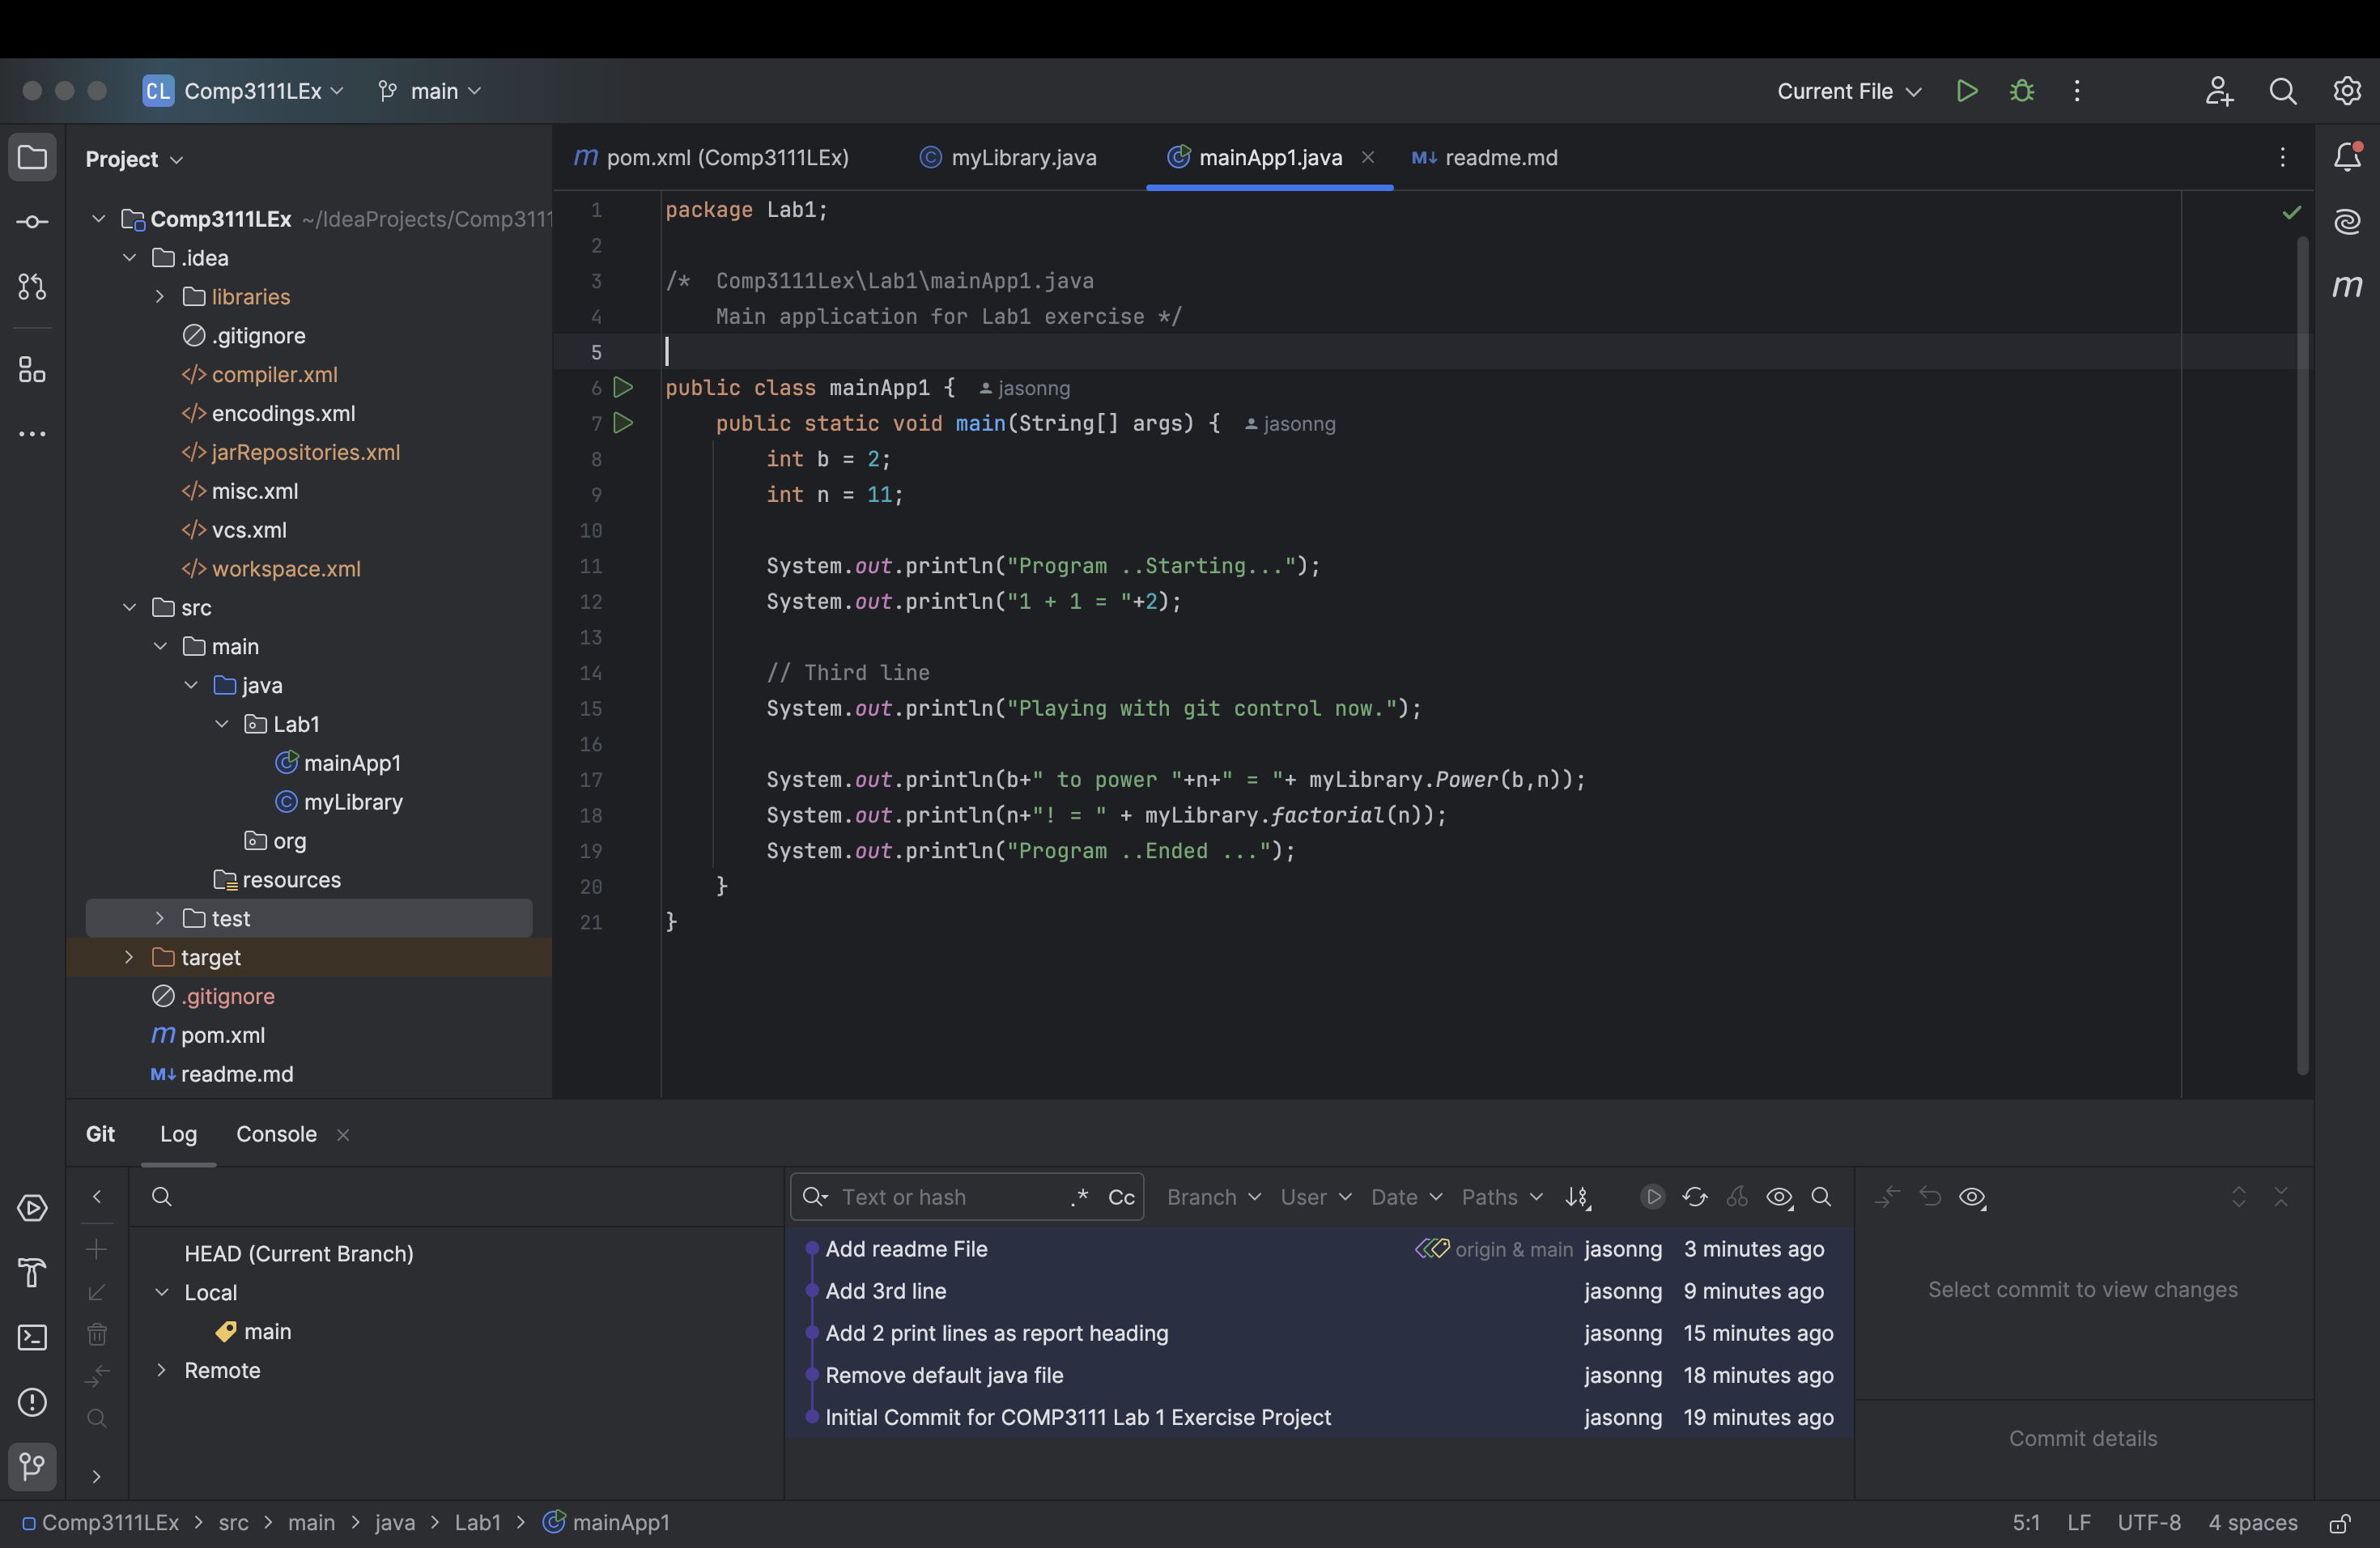 CL Comp3111LEx main Current File
Project
pom.xml (Comp3111LEx) myLibrary.java mainApp1.java readme.md
Comp3111LEx ~/IdeaProjects/Comp3111
.idea
libraries
.gitignore
compiler.xml
encodings.xml
jarRepositories.xml
misc.xml
vcs.xml
workspace.xml
src
main
java
Lab1
mainApp1
myLibrary
org
resources
test
target
.gitignore
pom.xml
readme.md
1 package Lab1;
2
3 /*  Comp3111Lex\Lab1\mainApp1.java
4     Main application for Lab1 exercise */
5
6 public class mainApp1 { jasonng
7     public static void main(String[] args) { jasonng
8         int b = 2;
9         int n = 11;
10
11         System.out.println("Program ..Starting...");
12         System.out.println("1 + 1 = "+2);
13
14         // Third line
15         System.out.println("Playing with git control now.");
16
17         System.out.println(b+" to power "+n+" = "+ myLibrary.Power(b,n));
18         System.out.println(n+"! = " + myLibrary.factorial(n));
19         System.out.println("Program ..Ended ...");
20     }
21 }
Git Log Console
HEAD (Current Branch)
Local
main
Remote
Text or hash .* Cc Branch User Date Paths
Add readme File origin & main jasonng 3 minutes ago
Add 3rd line jasonng 9 minutes ago
Add 2 print lines as report heading jasonng 15 minutes ago
Remove default java file jasonng 18 minutes ago
Initial Commit for COMP3111 Lab 1 Exercise Project jasonng 19 minutes ago
Select commit to view changes
Commit details
Comp3111LEx > src > main > java > Lab1 > mainApp1 5:1 LF UTF-8 4 spaces